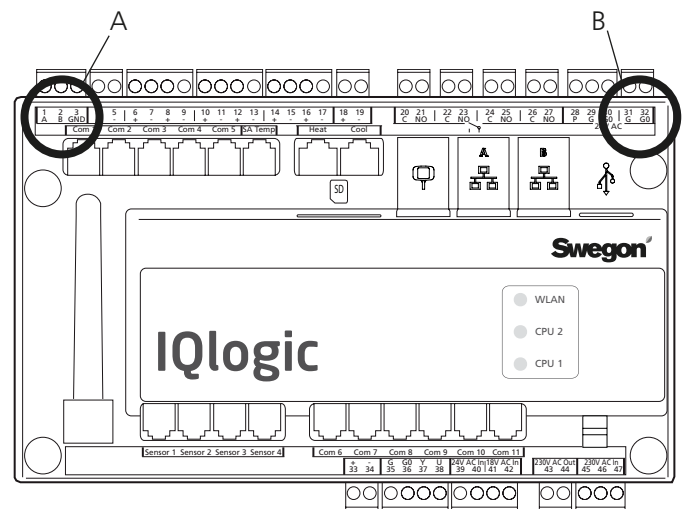 A B
1 2 3 5 6 7 8 9 10 11 12 13 14 15 16 17 18 19 20 21 22 23 24 25 26 27 28 29 30 31 32
A B GND - + - + - + - + - + - + - + - C NO C NO C NO C NO P G G0 G G0
24V AC
Com 1 Com 2 Com 3 Com 4 Com 5 SA Temp Heat Cool
A B
SD
Swegon
WLAN
IQlogic
CPU 2
CPU 1
Sensor 1 Sensor 2 Sensor 3 Sensor 4 Com 6 Com 7 Com 8 Com 9 Com 10 Com 11
+ - G G0 Y U 24V AC In 18V AC In 230V AC Out 230V AC In
33 34 35 36 37 38 39 40 41 42 43 44 45 46 47